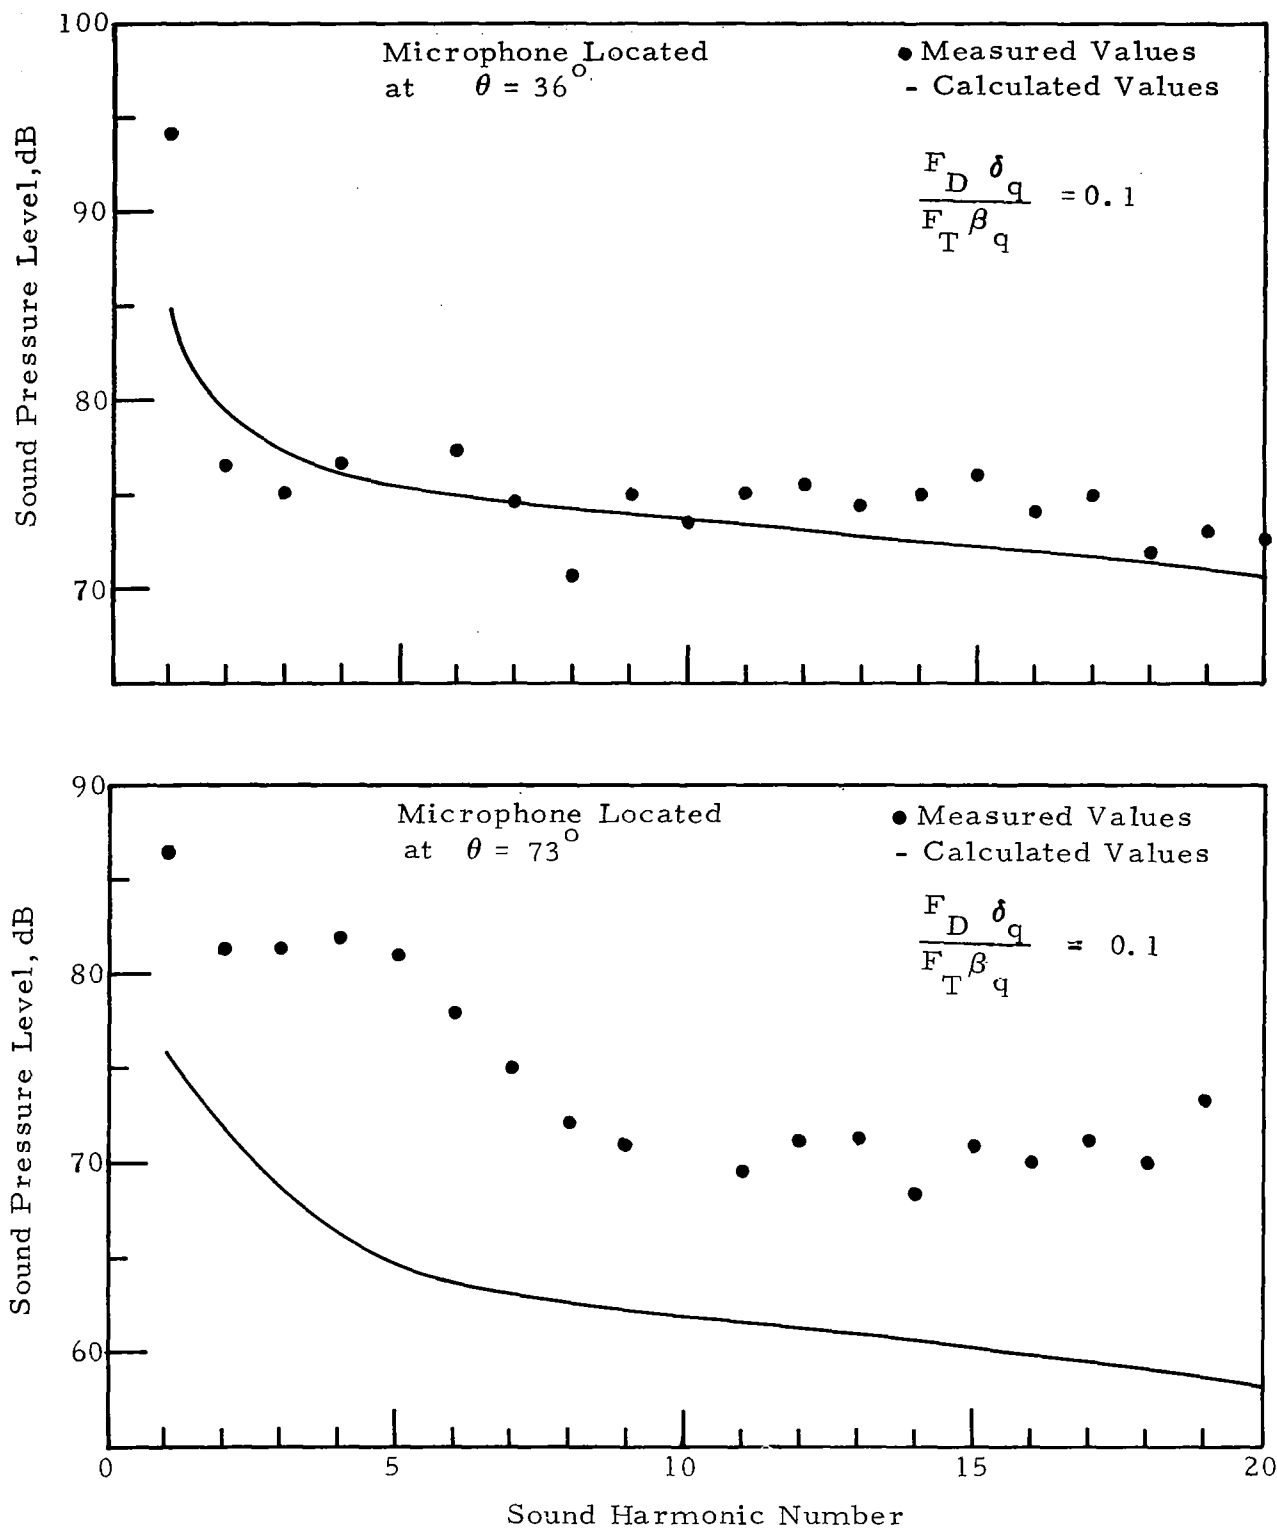 100
90
80
70
Sound Pressure Level,dB
Microphone Located
at θ = 36°
● Measured Values
- Calculated Values
F_D δ_q
F_T β_q
=0.1
90
80
70
60
Sound Pressure Level, dB
Microphone Located
at θ = 73°
● Measured Values
- Calculated Values
F_D δ_q
F_T β_q
= 0.1
0 5 10 15 20
Sound Harmonic Number